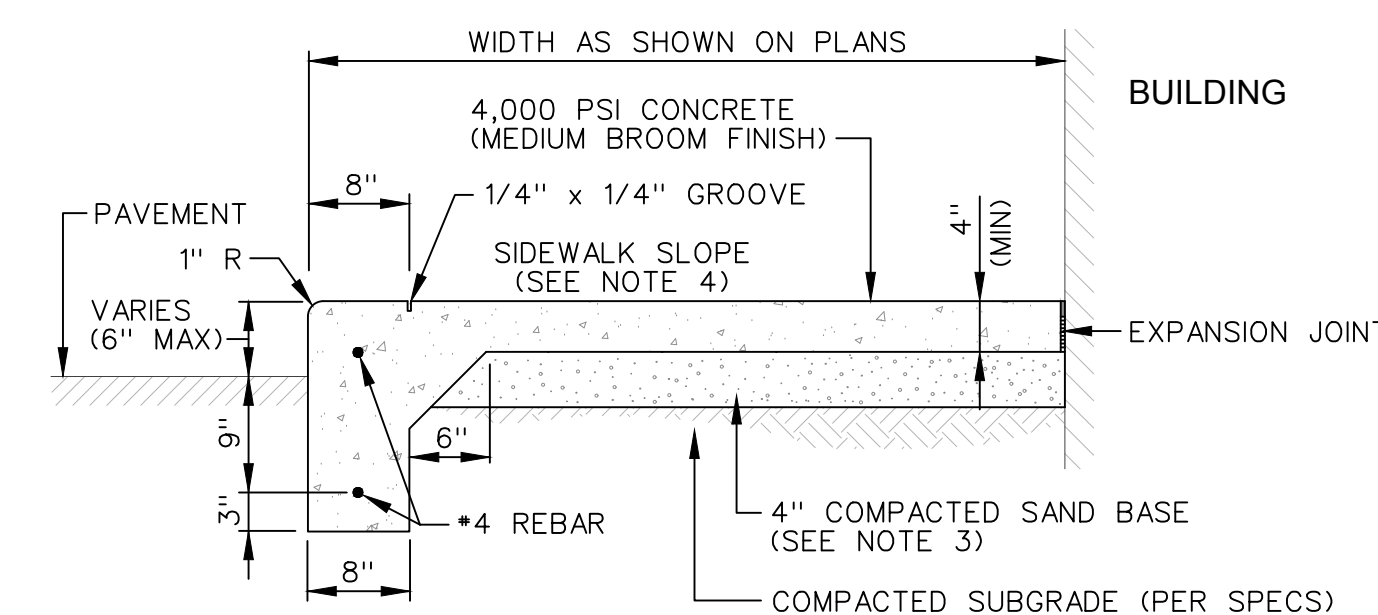 WIDTH AS SHOWN ON PLANS
BUILDING
4,000 PSI CONCRETE
(MEDIUM BROOM FINISH)
8"
1/4" x 1/4" GROOVE
PAVEMENT
1" R
SIDEWALK SLOPE
(SEE NOTE 4)
4"
(MIN)
VARIES
(6" MAX)
EXPANSION JOINT
9"
6"
3"
#4 REBAR
4" COMPACTED SAND BASE
(SEE NOTE 3)
8"
COMPACTED SUBGRADE (PER SPECS)